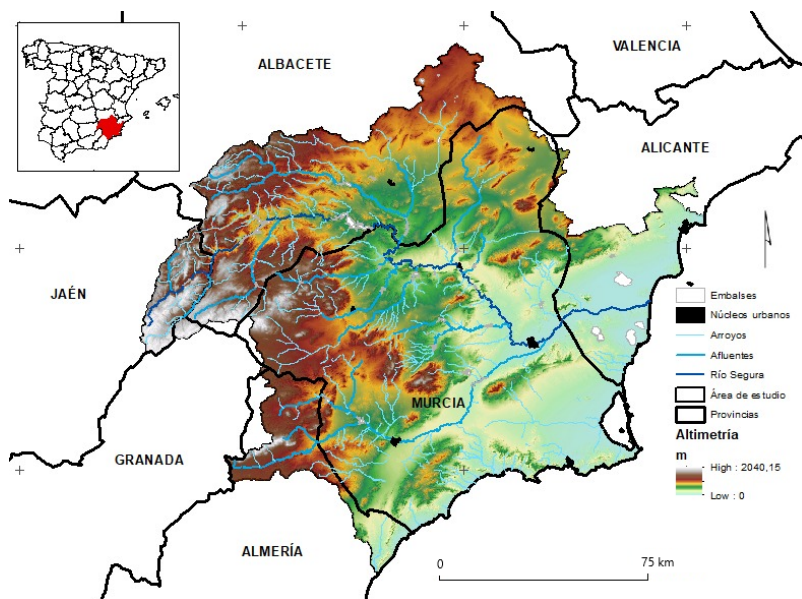 VALENCIA
ALBACETE
ALICANTE
JAÉN
Embalses
Núcleos urbanos
Arroyos
Afluentes
Río Segura
Área de estudio
Provincias
MURCIA
Altimetría
m
High : 2040,15
Low : 0
GRANADA
ALMERÍA
0
75 km